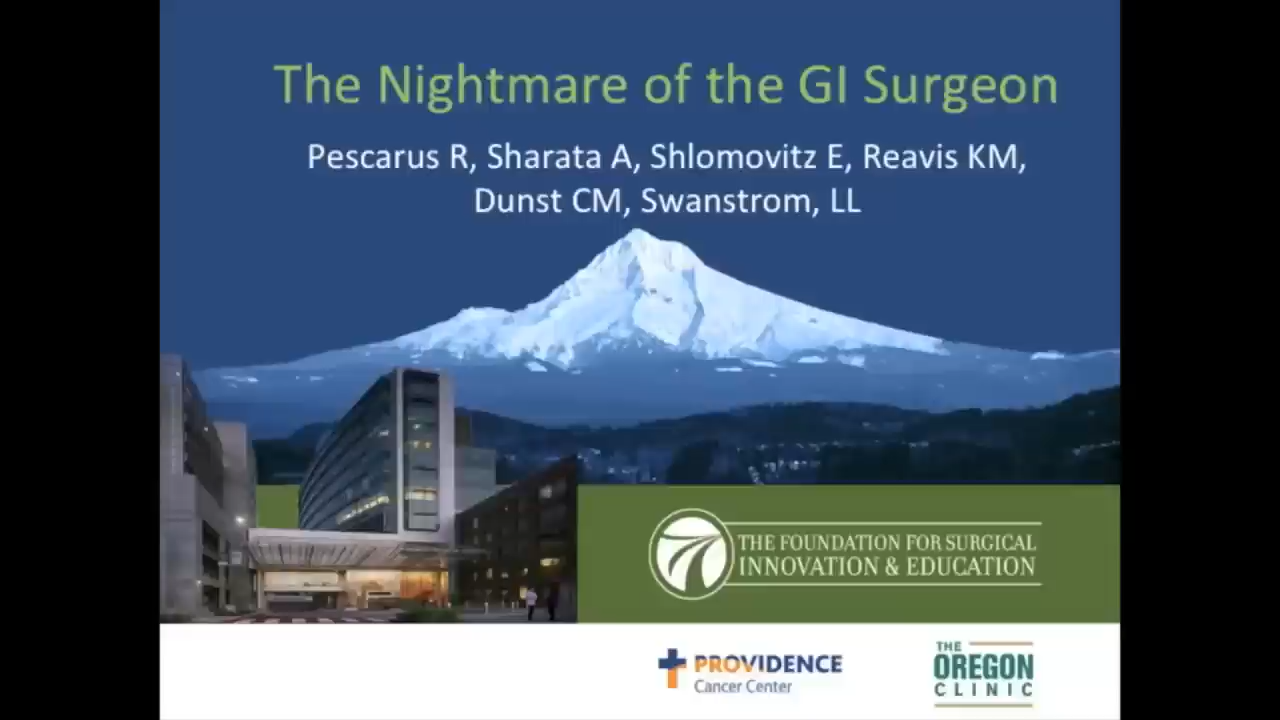 The Nightmare of the GI Surgeon
Pescarus R, Sharata A, Shlomovitz E, Reavis KM,
Dunst CM, Swanstrom, LL
THE FOUNDATION FOR SURGICAL
INNOVATION & EDUCATION
PROVIDENCE
Cancer Center
THE
OREGON
CLINIC